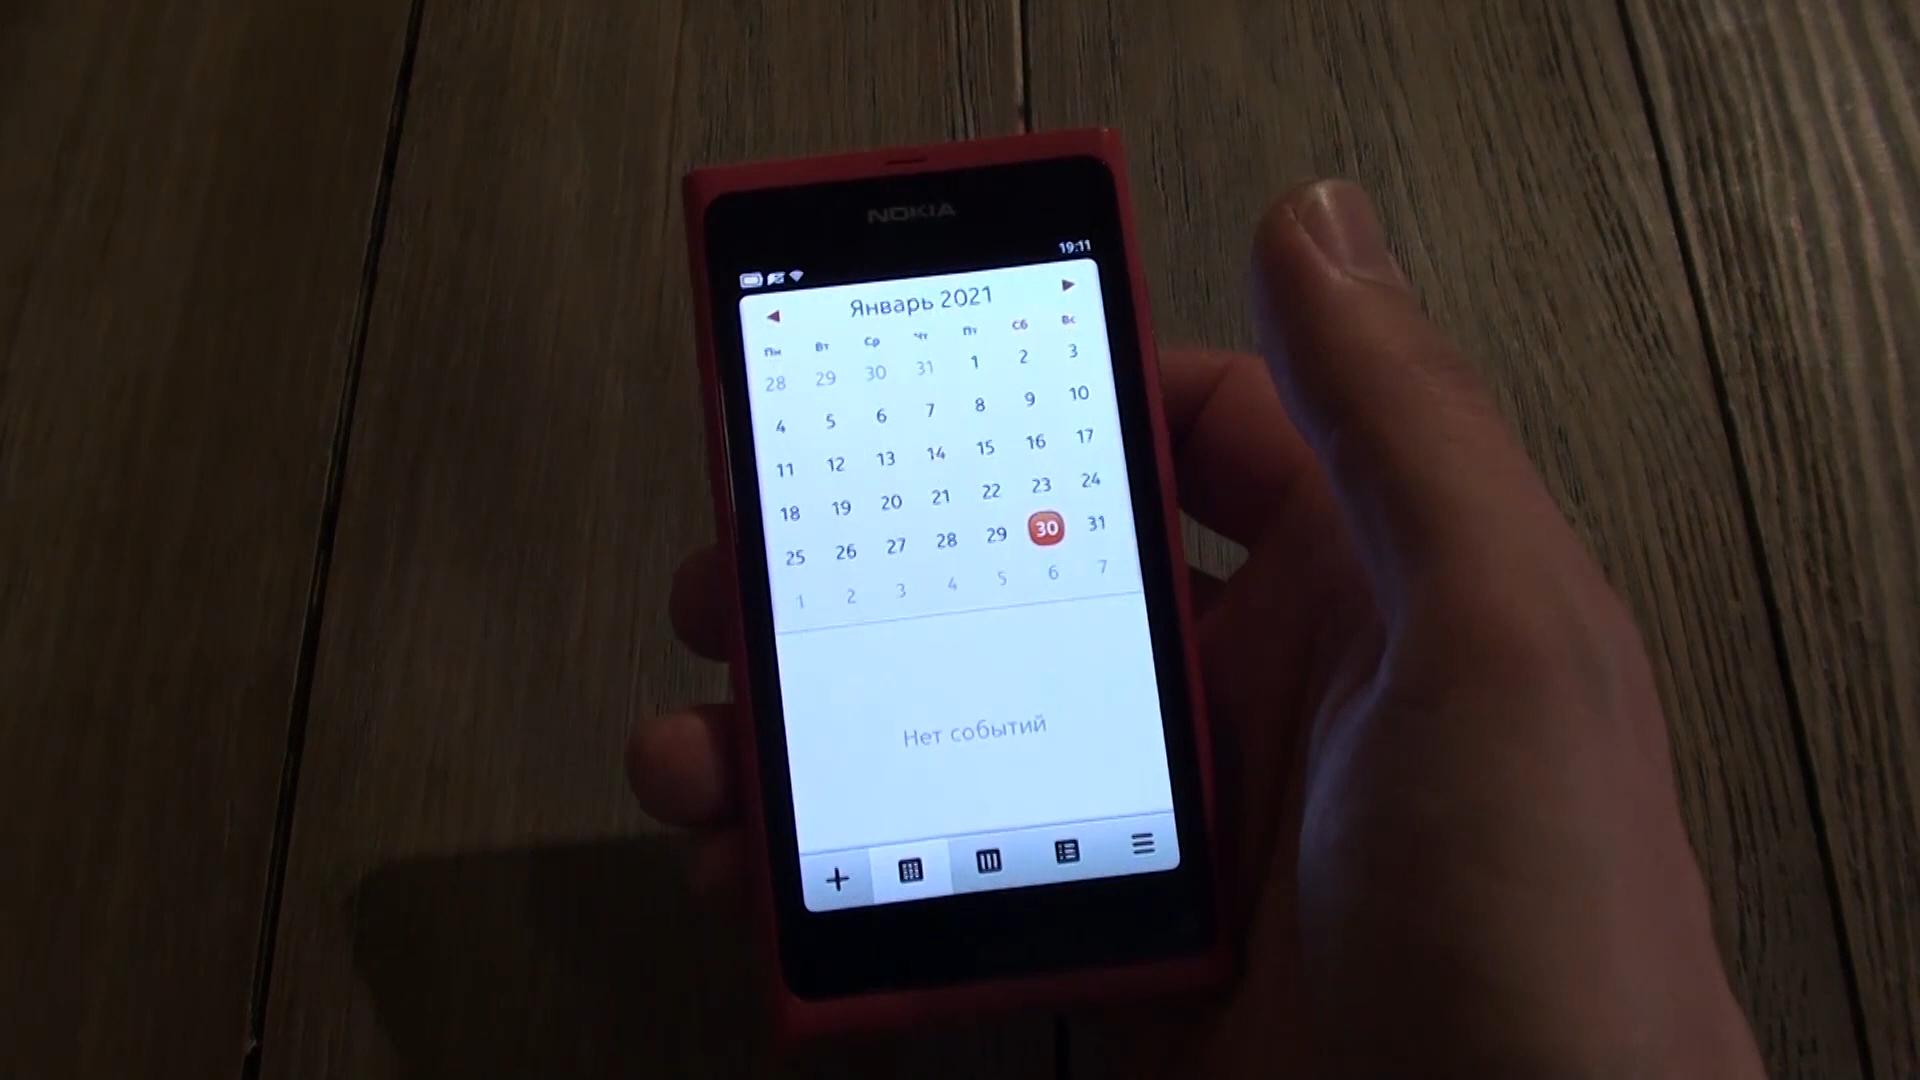 NOKIA
19:11
Январь 2021
Пн Вт Ср Чт Пт Сб Вс
28 29 30 31 1 2 3
4 5 6 7 8 9 10
11 12 13 14 15 16 17
18 19 20 21 22 23 24
25 26 27 28 29 30 31
1 2 3 4 5 6 7
Нет событий